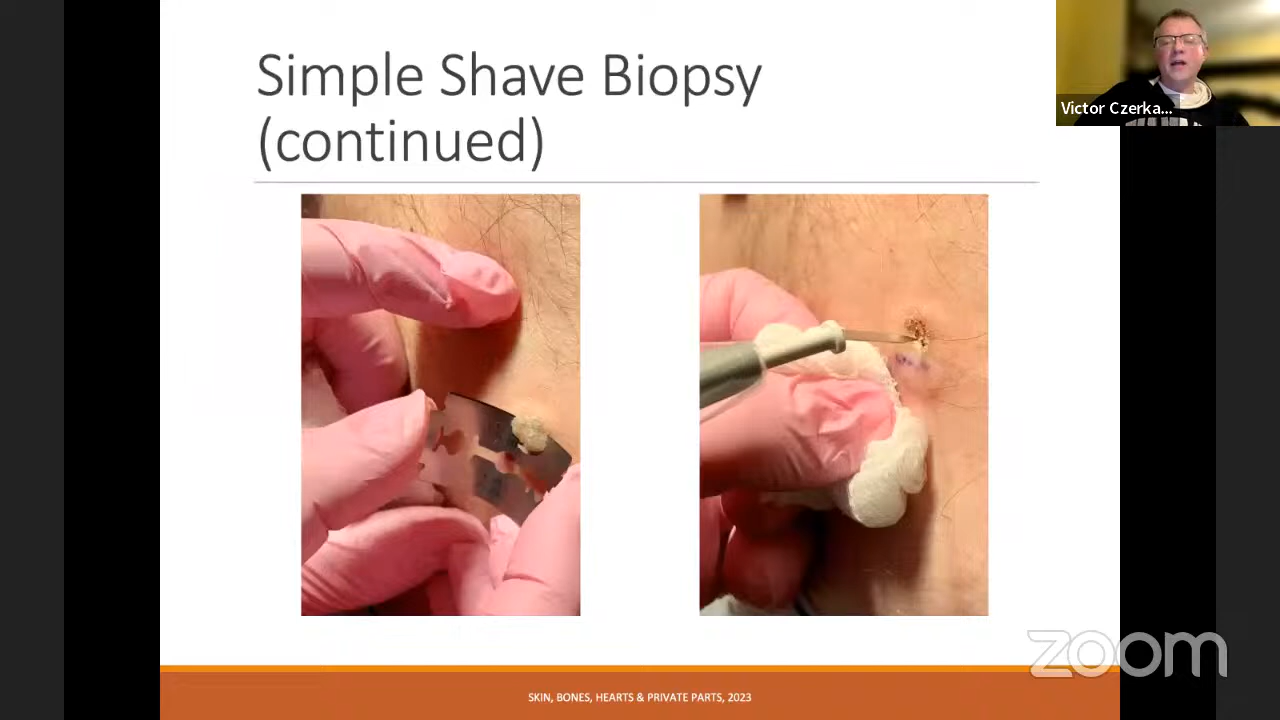 Simple Shave Biopsy
(continued)
Victor Czerka...
SKIN, BONES, HEARTS & PRIVATE PARTS, 2023
zoom